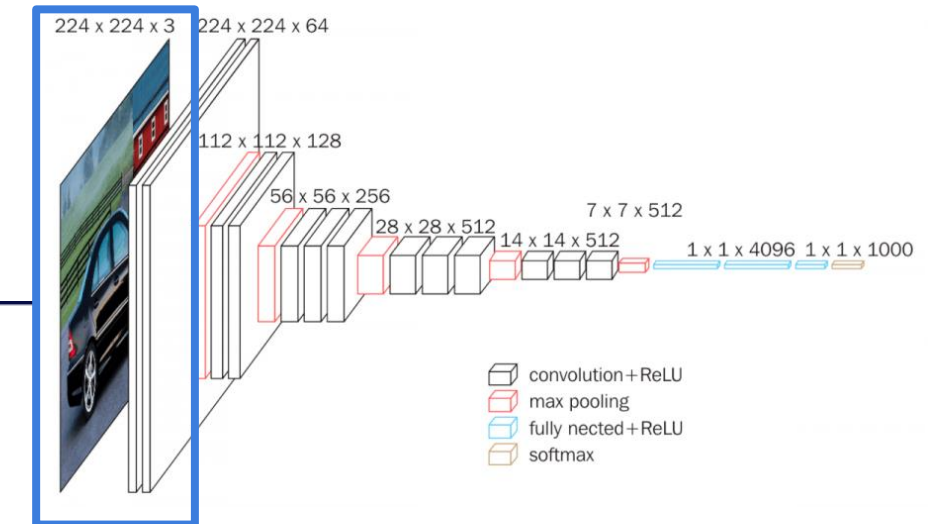 224 x 224 x 3
224 x 224 x 64
112 x 112 x 128
56 x 56 x 256
28 x 28 x 512
14 x 14 x 512
7 x 7 x 512
1 x 1 x 4096
1 x 1 x 1000
convolution+ReLU
max pooling
fully nected+ReLU
softmax